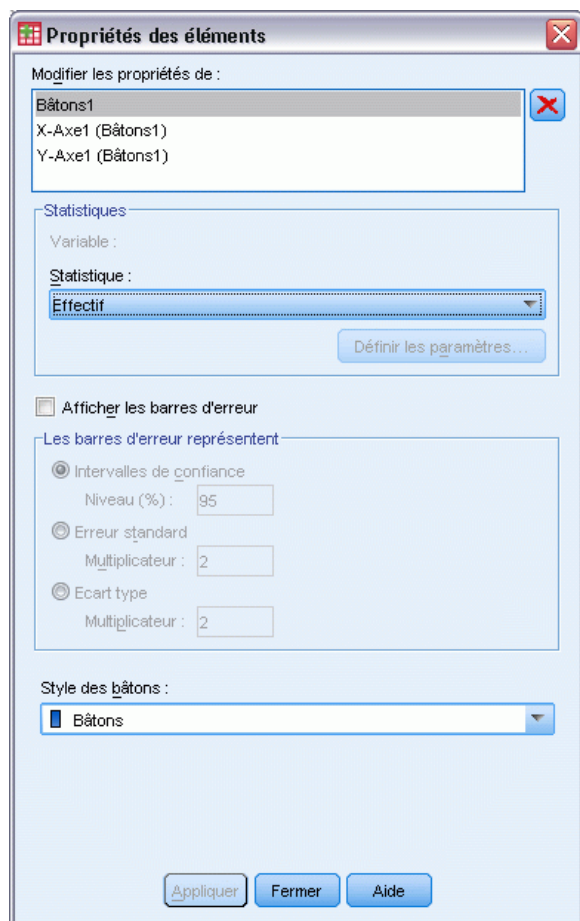 Propriétés des éléments
Modifier les propriétés de :
Bâtons1
X-Axe1 (Bâtons1)
Y-Axe1 (Bâtons1)
Statistiques
Variable :
Statistique :
Effectif
Définir les paramètres...
Afficher les barres d'erreur
Les barres d'erreur représentent
Intervalles de confiance
Niveau (%) : 95
Erreur standard
Multiplicateur : 2
Ecart type
Multiplicateur : 2
Style des bâtons :
Bâtons
Appliquer Fermer Aide